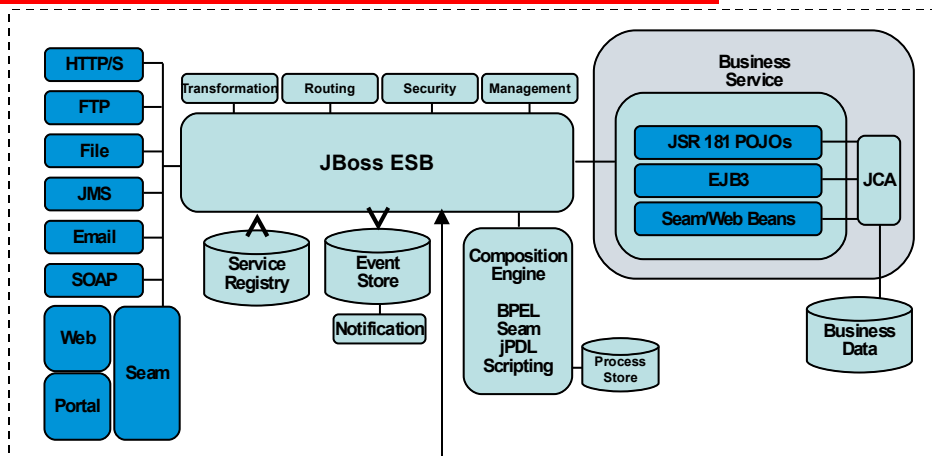 HTTP/S
FTP
File
JMS
Email
SOAP
Web
Portal
Seam
Transformation
Routing
Security
Management
JBoss ESB
Service
Registry
Event
Store
Notification
Composition
Engine
BPEL
Seam
jPDL
Scripting
Process
Store
Business
Service
JSR 181 POJOs
EJB3
Seam/Web Beans
JCA
Business
Data